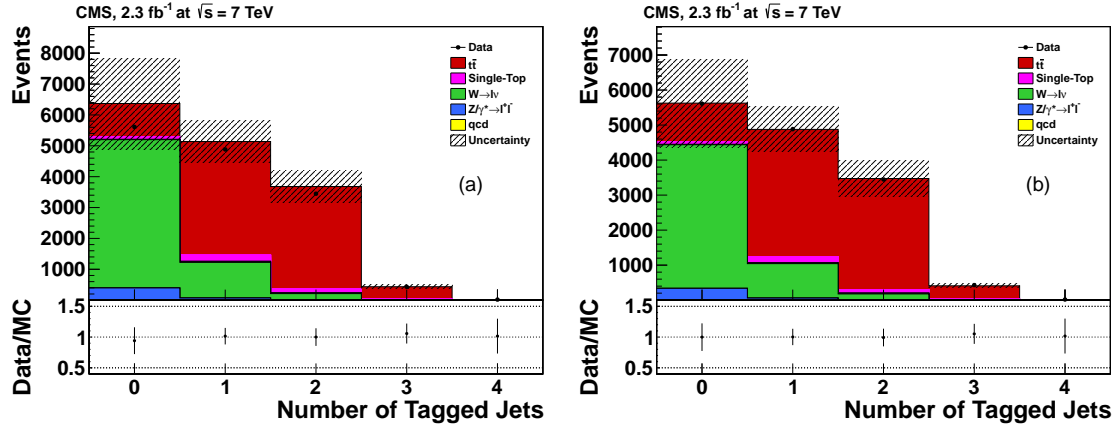 CMS, 2.3 fb⁻¹ at √s = 7 TeV
Events
8000
7000
6000
5000
4000
3000
2000
1000
Data
tt̄
Single-Top
W→lν
Z/γ*→l⁺l⁻
qcd
Uncertainty
(a)
Data/MC
1.5
1
0.5
0 1 2 3 4
Number of Tagged Jets
CMS, 2.3 fb⁻¹ at √s = 7 TeV
Events
7000
6000
5000
4000
3000
2000
1000
Data
tt̄
Single-Top
W→lν
Z/γ*→l⁺l⁻
qcd
Uncertainty
(b)
Data/MC
1.5
1
0.5
0 1 2 3 4
Number of Tagged Jets